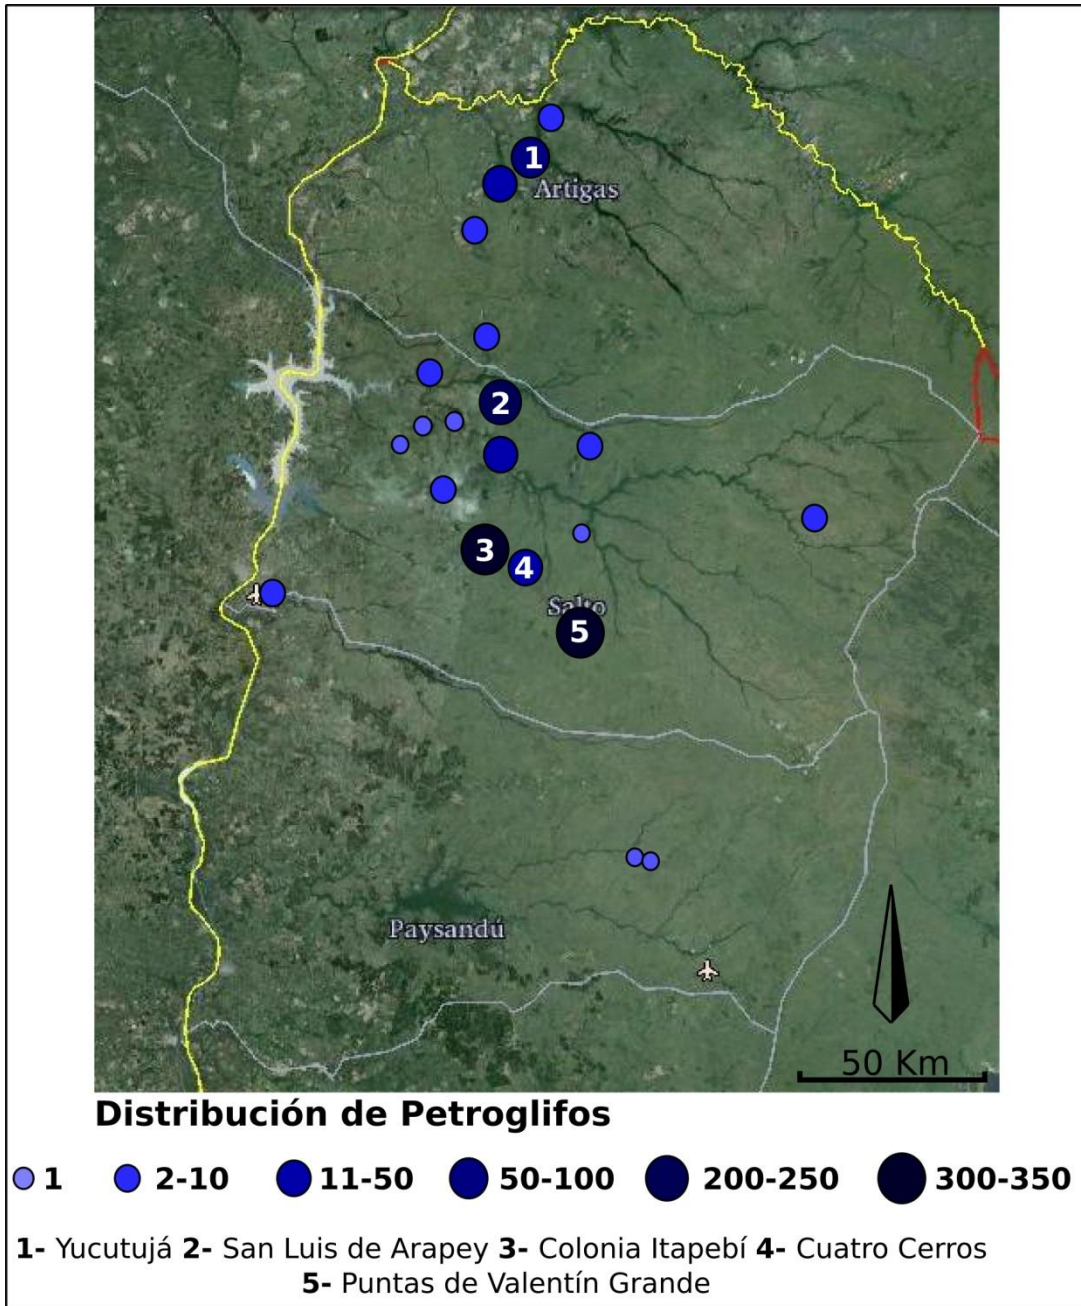 1
Artigas
2
3
4
Salto
5
Paysandú
50 Km
Distribución de Petroglifos
1 2-10 11-50 50-100 200-250 300-350
1- Yucutujá 2- San Luis de Arapey 3- Colonia Itapebí 4- Cuatro Cerros
5- Puntas de Valentín Grande